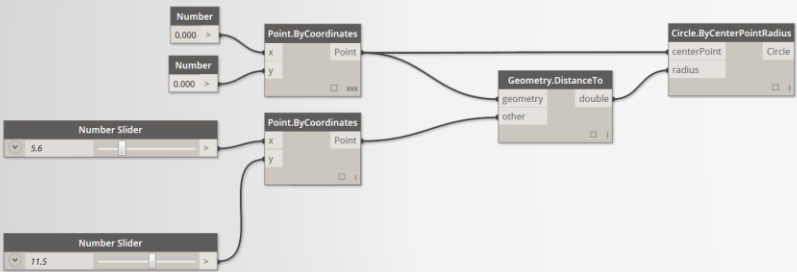 Number
0.000 >
Number
0.000 >
Point.ByCoordinates
x Point
y
xxx
Circle.ByCenterPointRadius
centerPoint Circle
radius
l
Geometry.DistanceTo
geometry double
other
l
Number Slider
5.6 >
Point.ByCoordinates
x Point
y
l
Number Slider
11.5 >